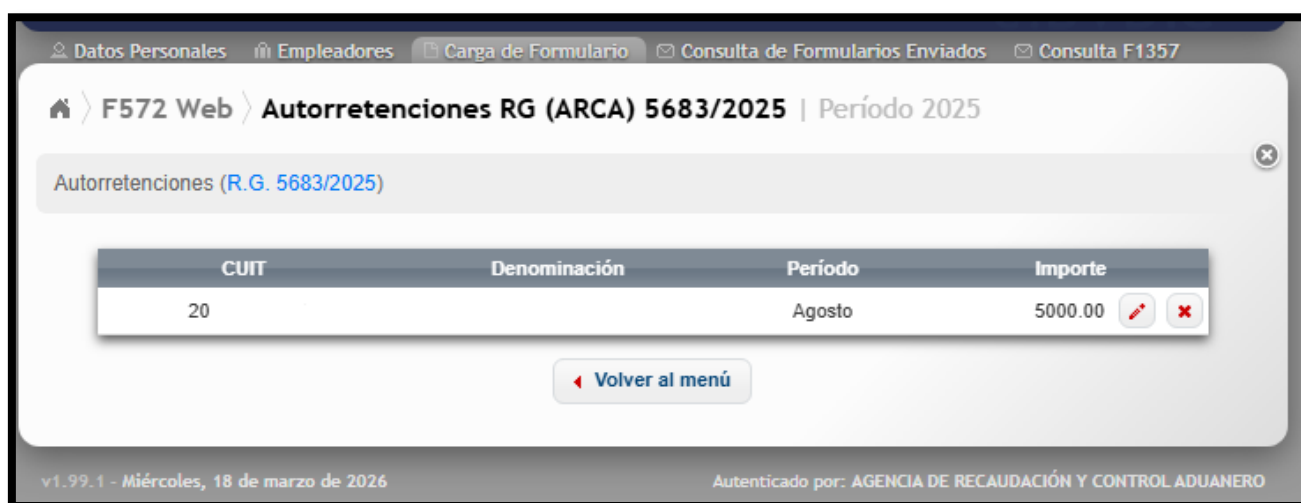 Datos Personales Empleadores Carga de Formulario Consulta de Formularios Enviados Consulta F1357
F572 Web Autorretenciones RG (ARCA) 5683/2025 | Período 2025
Autorretenciones (R.G. 5683/2025)
CUIT Denominación Período Importe
20 Agosto 5000.00
Volver al menú
v1.99.1 - Miércoles, 18 de marzo de 2026 Autenticado por: AGENCIA DE RECAUDACIÓN Y CONTROL ADUANERO